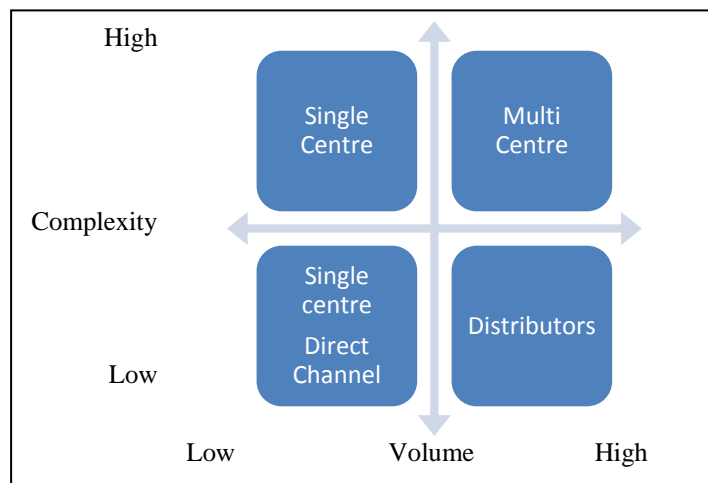 High
Single
Centre
Multi
Centre
Complexity
Single
centre
Direct
Channel
Distributors
Low
Low
Volume
High